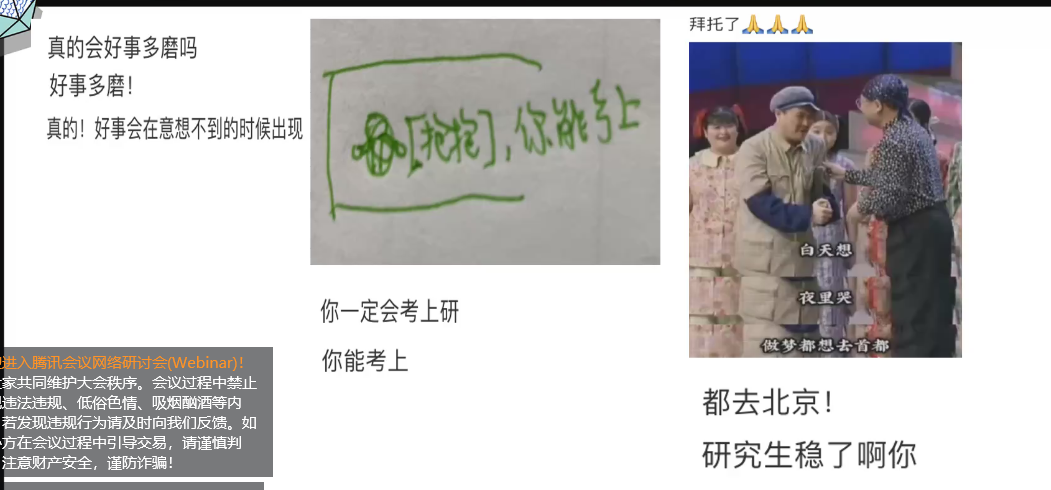 真的会好事多磨吗
好事多磨！
真的！好事会在意想不到的时候出现
[抱抱]，你能考上
你一定会考上研
你能考上
拜托了🙏🙏🙏
白天想
夜里哭
做梦都想去首都
都去北京！
研究生稳了啊你
进入腾讯会议网络研讨会(Webinar)！
家共同维护大会秩序。会议过程中禁止
违法违规、低俗色情、吸烟酗酒等内
若发现违规行为请及时向我们反馈。如
方在会议过程中引导交易，请谨慎判
注意财产安全，谨防诈骗！